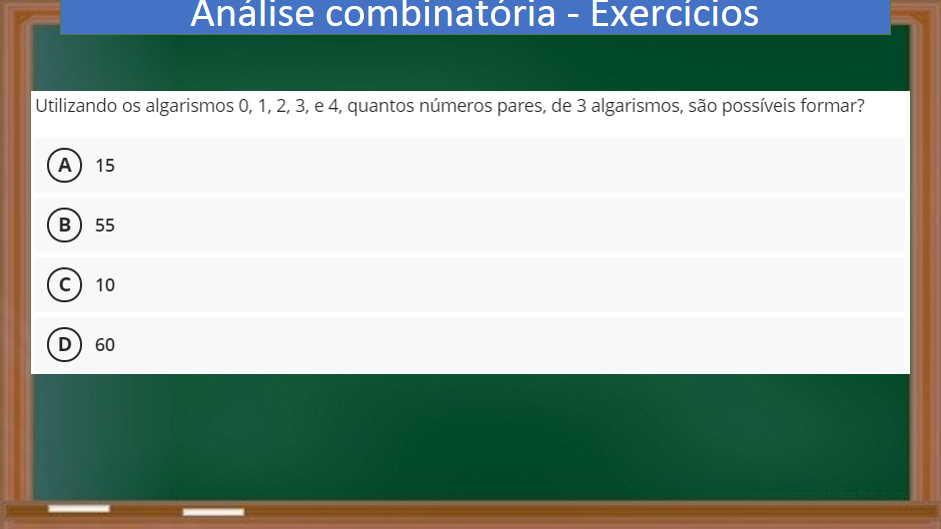 Análise combinatória - Exercícios
Utilizando os algarismos 0, 1, 2, 3, e 4, quantos números pares, de 3 algarismos, são possíveis formar?
A 15
B 55
C 10
D 60